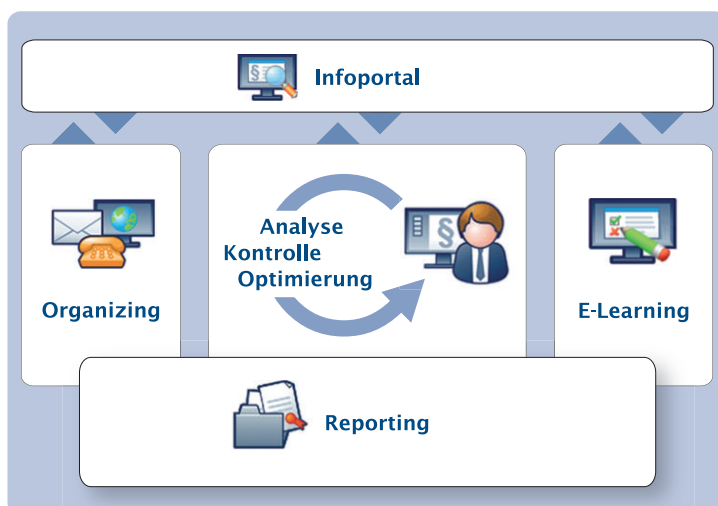 §
Infoportal
Analyse
Kontrolle
Optimierung
§
Organizing
E-Learning
Reporting